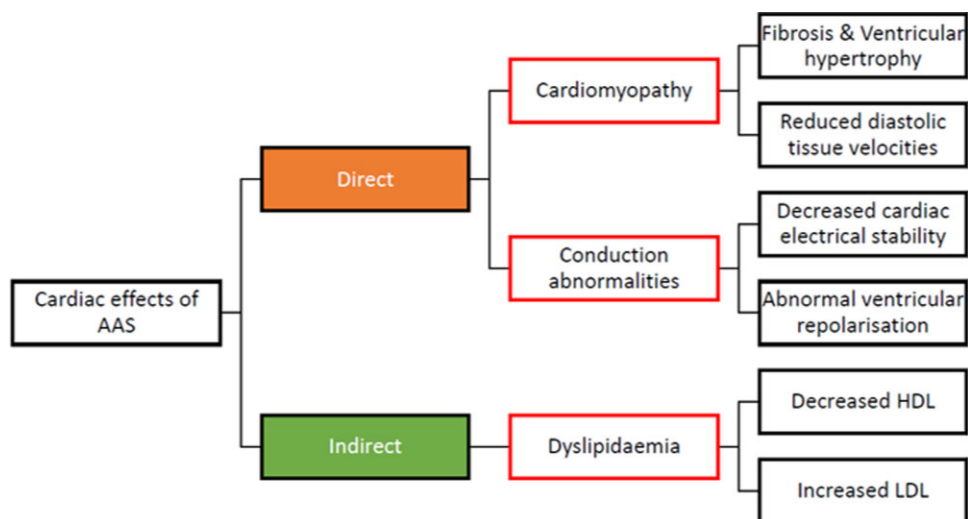 Fibrosis & Ventricular
hypertrophy
Cardiomyopathy
Reduced diastolic
tissue velocities
Direct
Decreased cardiac
electrical stability
Conduction
abnormalities
Cardiac effects of
AAS
Abnormal ventricular
repolarisation
Decreased HDL
Indirect
Dyslipidaemia
Increased LDL